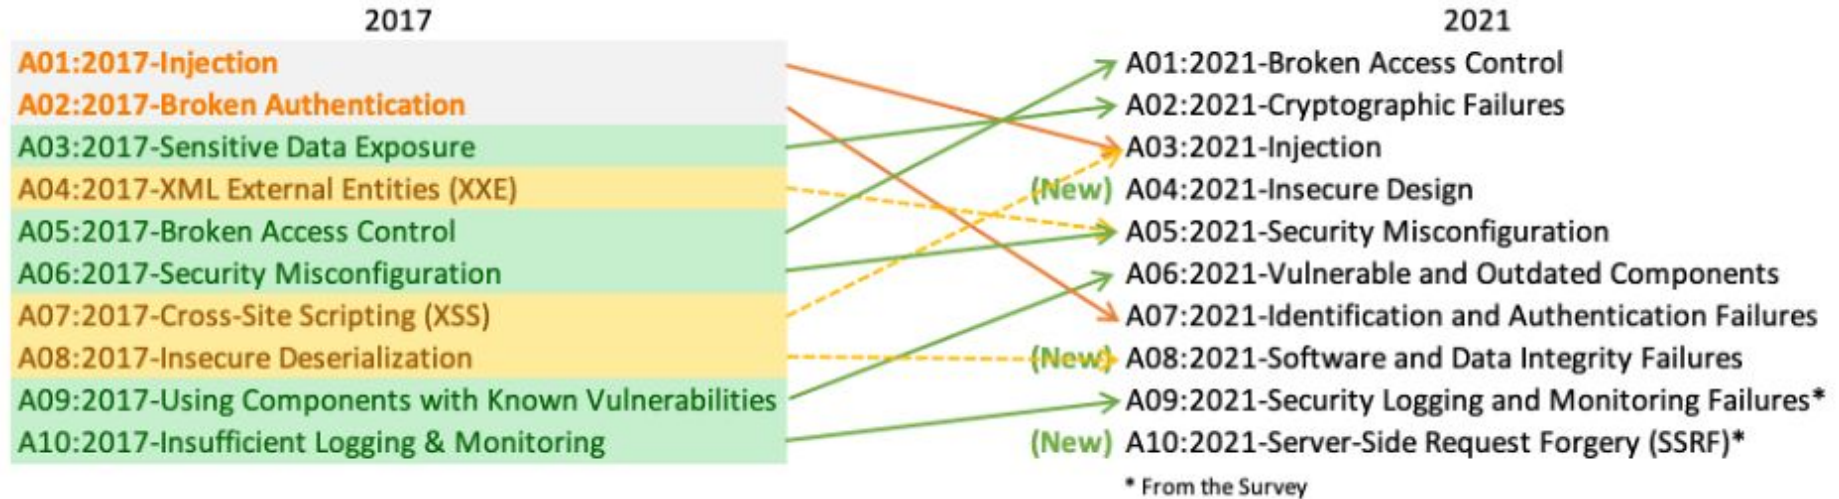 2017
A01:2017-Injection
A02:2017-Broken Authentication
A03:2017-Sensitive Data Exposure
A04:2017-XML External Entities (XXE)
A05:2017-Broken Access Control
A06:2017-Security Misconfiguration
A07:2017-Cross-Site Scripting (XSS)
A08:2017-Insecure Deserialization
A09:2017-Using Components with Known Vulnerabilities
A10:2017-Insufficient Logging & Monitoring
2021
A01:2021-Broken Access Control
A02:2021-Cryptographic Failures
A03:2021-Injection
(New) A04:2021-Insecure Design
A05:2021-Security Misconfiguration
A06:2021-Vulnerable and Outdated Components
A07:2021-Identification and Authentication Failures
(New) A08:2021-Software and Data Integrity Failures
A09:2021-Security Logging and Monitoring Failures*
(New) A10:2021-Server-Side Request Forgery (SSRF)*
* From the Survey